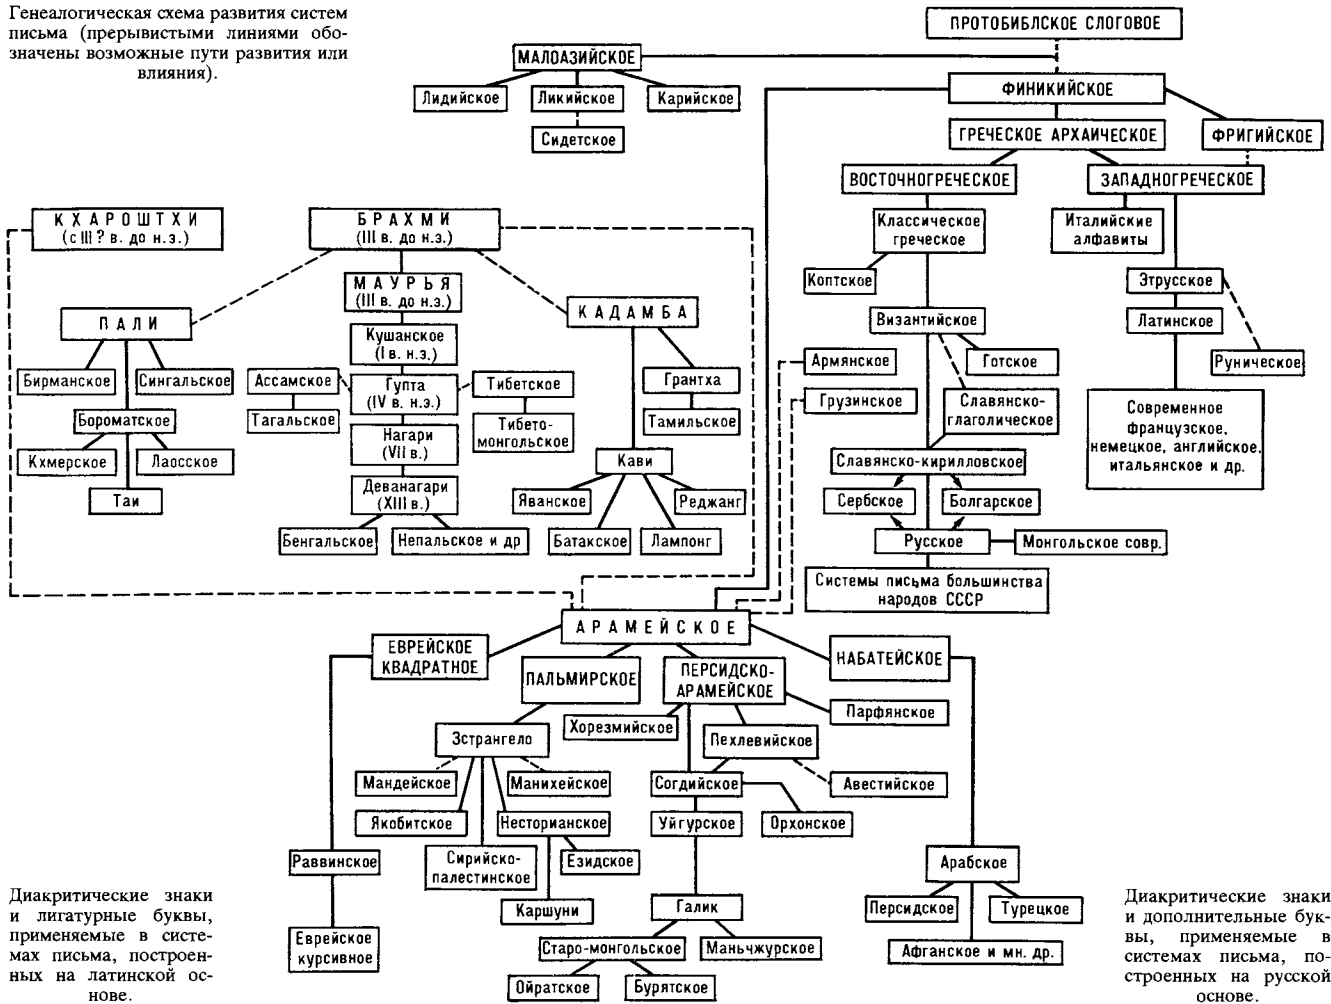 Генеалогическая схема развития систем
письма (прерывистыми линиями обо-
значены возможные пути развития или
влияния).
ПРОТОБИБЛСКОЕ СЛОГОВОЕ
МАЛОАЗИЙСКОЕ
ФИНИКИЙСКОЕ
Лидийское
Ликийское
Карийское
Сидетское
ГРЕЧЕСКОЕ АРХАИЧЕСКОЕ
ФРИГИЙСКОЕ
ВОСТОЧНОГРЕЧЕСКОЕ
ЗАПАДНОГРЕЧЕСКОЕ
Классическое
греческое
Италийские
алфавиты
Коптское
Этрусское
Византийское
Латинское
Готское
Руническое
Армянское
Грузинское
Славянско-
глаголическое
Современное
французское,
немецкое, английское,
итальянское и др.
Славянско-кирилловское
Сербское
Болгарское
Русское
Монгольское совр.
Системы письма большинства
народов СССР
КХАРОШТХИ
(с III ? в. до н.э.)
БРАХМИ
(III в. до н.э.)
МАУРЬЯ
(III в. до н.э.)
ПАЛИ
КАДАМБА
Кушанское
(I в. н.э.)
Бирманское
Сингальское
Ассамское
Гупта
(IV в. н.э.)
Тибетское
Грантха
Бороматское
Тагальское
Тибето-
монгольское
Тамильское
Нагари
(VII в.)
Кхмерское
Лаосское
Кави
Таи
Деванагари
(XIII в.)
Яванское
Реджанг
Бенгальское
Непальское и др
Батакское
Лампонг
АРАМЕЙСКОЕ
ЕВРЕЙСКОЕ
КВАДРАТНОЕ
ПАЛЬМИРСКОЕ
ПЕРСИДСКО-
АРАМЕЙСКОЕ
НАБАТЕЙСКОЕ
Парфянское
Хорезмийское
Эстрангело
Пехлевийское
Мандейское
Манихейское
Согдийское
Авестийское
Якобитское
Несторианское
Уйгурское
Орхонское
Раввинское
Сирийско-
палестинское
Езидское
Арабское
Каршуни
Галик
Персидское
Турецкое
Еврейское
курсивное
Старо-монгольское
Маньчжурское
Афганское и мн. др.
Ойратское
Бурятское
Диакритические знаки
и лигатурные буквы,
применяемые в систе-
мах письма, построен-
ных на латинской ос-
нове.
Диакритические знаки
и дополнительные бук-
вы, применяемые в
системах письма, по-
строенных на русской
основе.